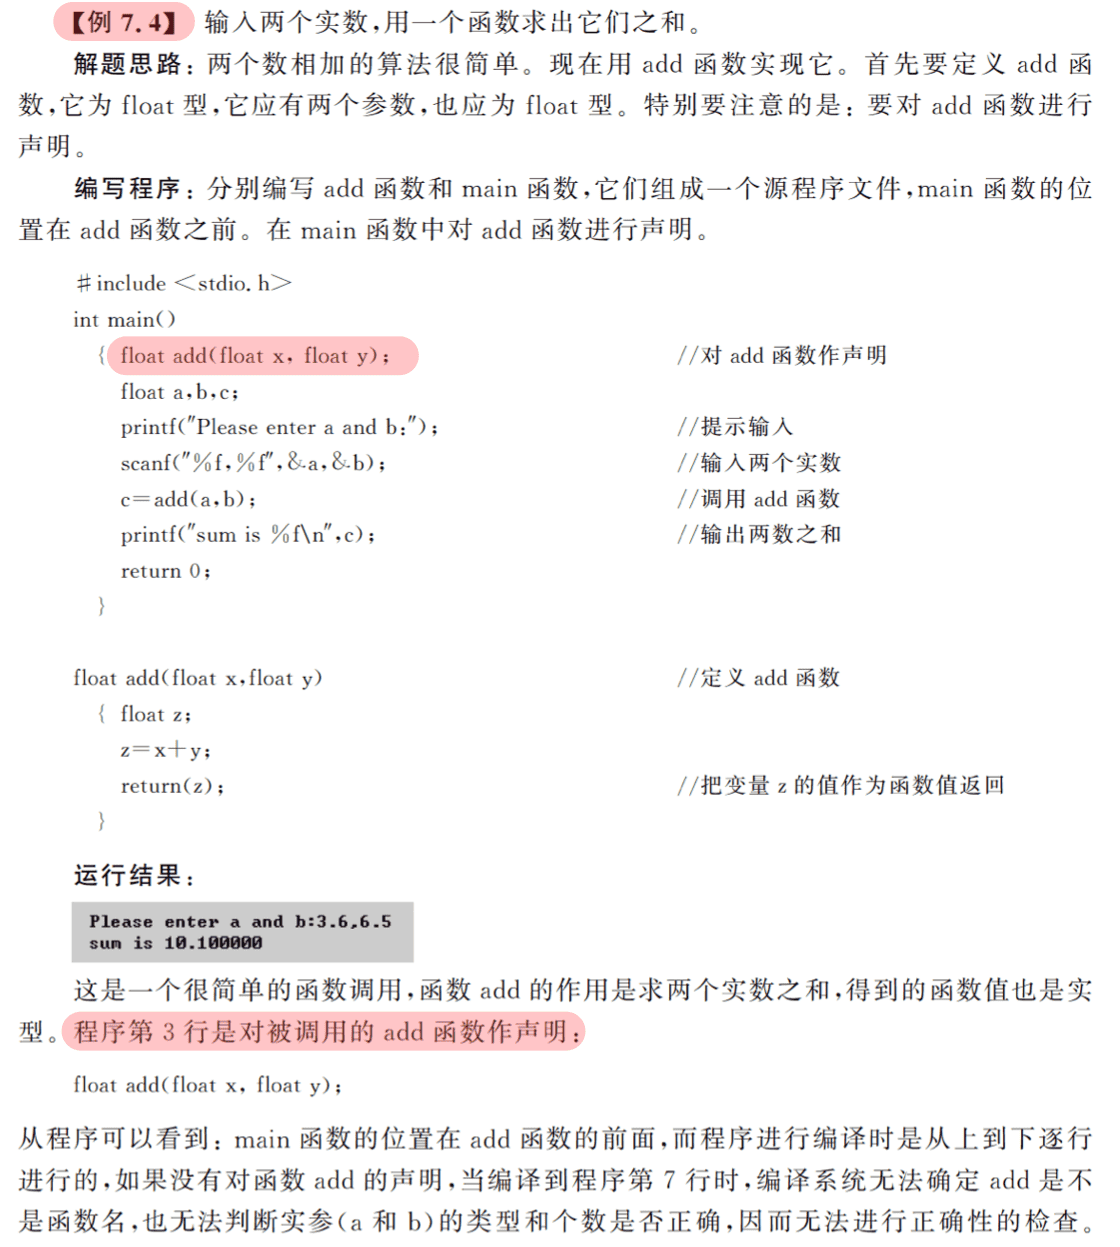 【例 7.4】 输入两个实数,用一个函数求出它们之和。
解题思路: 两个数相加的算法很简单。现在用 add 函数实现它。首先要定义 add 函
数,它为 float 型,它应有两个参数,也应为 float 型。特别要注意的是: 要对 add 函数进行
声明。
编写程序: 分别编写 add 函数和 main 函数,它们组成一个源程序文件,main 函数的位
置在 add 函数之前。在 main 函数中对 add 函数进行声明。
#include <stdio.h>
int main()
{ float add(float x, float y); //对 add 函数作声明
float a,b,c;
printf("Please enter a and b:"); //提示输入
scanf("%f,%f",&a,&b); //输入两个实数
c=add(a,b); //调用 add 函数
printf("sum is %f\n",c); //输出两数之和
return 0;
}
float add(float x,float y) //定义 add 函数
{ float z;
z=x+y;
return(z); //把变量 z 的值作为函数值返回
}
运行结果:
Please enter a and b:3.6,6.5
sum is 10.100000
这是一个很简单的函数调用,函数 add 的作用是求两个实数之和,得到的函数值也是实
型。程序第 3 行是对被调用的 add 函数作声明:
float add(float x, float y);
从程序可以看到: main 函数的位置在 add 函数的前面,而程序进行编译时是从上到下逐行
进行的,如果没有对函数 add 的声明,当编译到程序第 7 行时,编译系统无法确定 add 是不
是函数名,也无法判断实参(a 和 b)的类型和个数是否正确,因而无法进行正确性的检查。